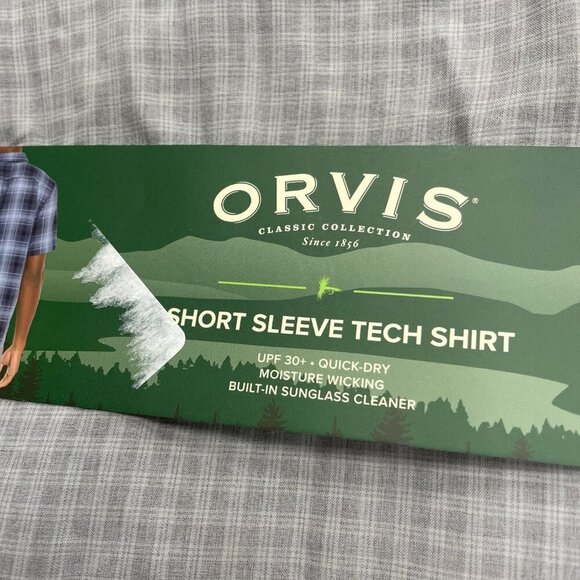 ORVIS®
CLASSIC COLLECTION
Since 1856
SHORT SLEEVE TECH SHIRT
UPF 30+ • QUICK-DRY
MOISTURE WICKING
BUILT-IN SUNGLASS CLEANER